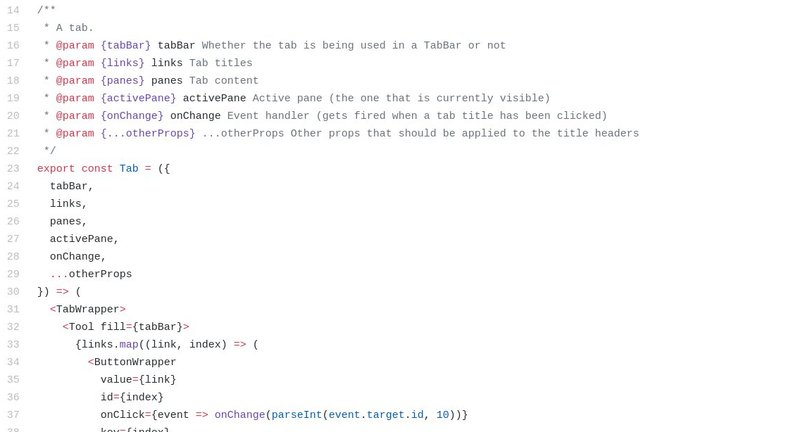 14 /**
15  * A tab.
16  * @param {tabBar} tabBar Whether the tab is being used in a TabBar or not
17  * @param {links} links Tab titles
18  * @param {panes} panes Tab content
19  * @param {activePane} activePane Active pane (the one that is currently visible)
20  * @param {onChange} onChange Event handler (gets fired when a tab title has been clicked)
21  * @param {...otherProps} ...otherProps Other props that should be applied to the title headers
22  */
23 export const Tab = ({
24   tabBar,
25   links,
26   panes,
27   activePane,
28   onChange,
29   ...otherProps
30 }) => (
31   <TabWrapper>
32     <Tool fill={tabBar}>
33       {links.map((link, index) => (
34         <ButtonWrapper
35           value={link}
36           id={index}
37           onClick={event => onChange(parseInt(event.target.id, 10))}
38           key={index}